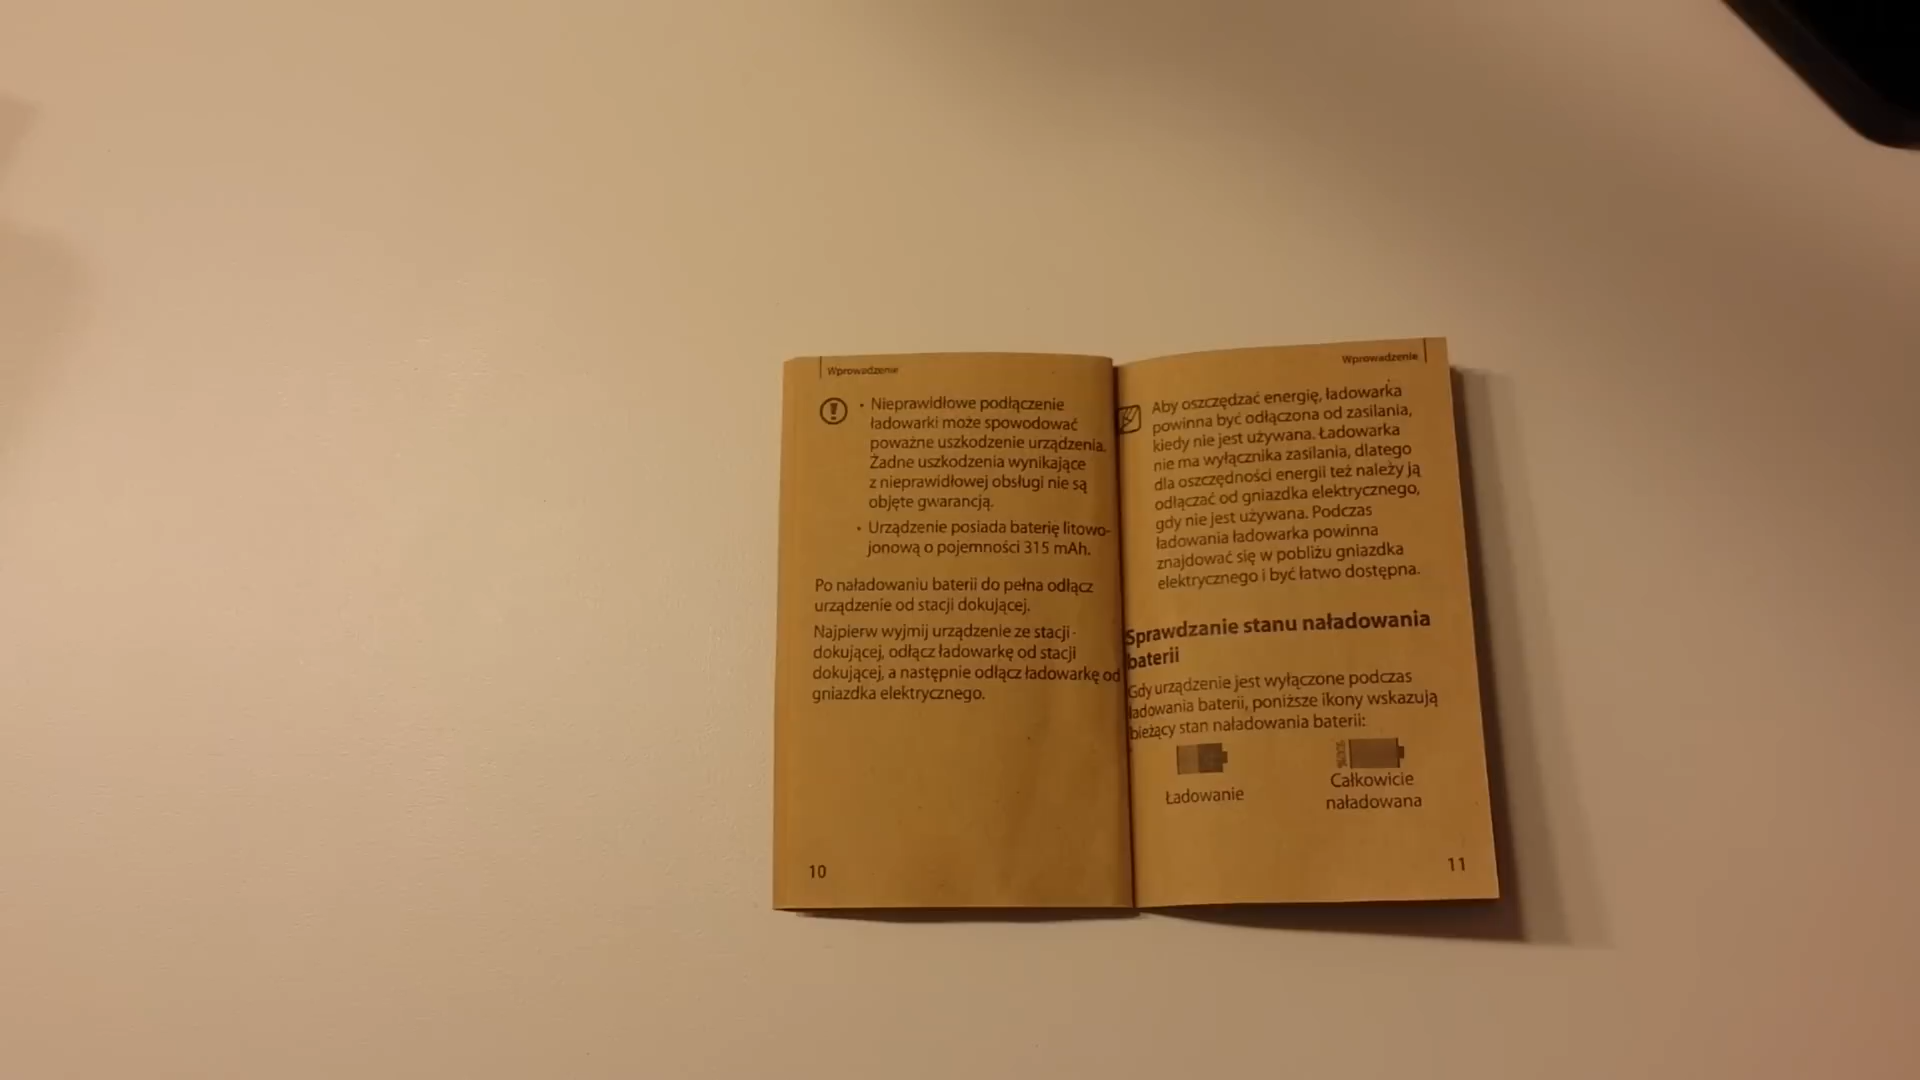 Wprowadzenie
• Nieprawidłowe podłączenie
ładowarki może spowodować
poważne uszkodzenie urządzenia.
Żadne uszkodzenia wynikające
z nieprawidłowej obsługi nie są
objęte gwarancją.
• Urządzenie posiada baterię litowo-
jonową o pojemności 315 mAh.
Po naładowaniu baterii do pełna odłącz
urządzenie od stacji dokującej.
Najpierw wyjmij urządzenie ze stacji
dokującej, odłącz ładowarkę od stacji
dokującej, a następnie odłącz ładowarkę od
gniazdka elektrycznego.
10
Wprowadzenie
Aby oszczędzać energię, ładowarka
powinna być odłączona od zasilania,
kiedy nie jest używana. Ładowarka
nie ma wyłącznika zasilania, dlatego
dla oszczędności energii też należy ją
odłączać od gniazdka elektrycznego,
gdy nie jest używana. Podczas
ładowania ładowarka powinna
znajdować się w pobliżu gniazdka
elektrycznego i być łatwo dostępna.
Sprawdzanie stanu naładowania
baterii
Gdy urządzenie jest wyłączone podczas
ładowania baterii, poniższe ikony wskazują
bieżący stan naładowania baterii:
100%
Ładowanie
Całkowicie
naładowana
11